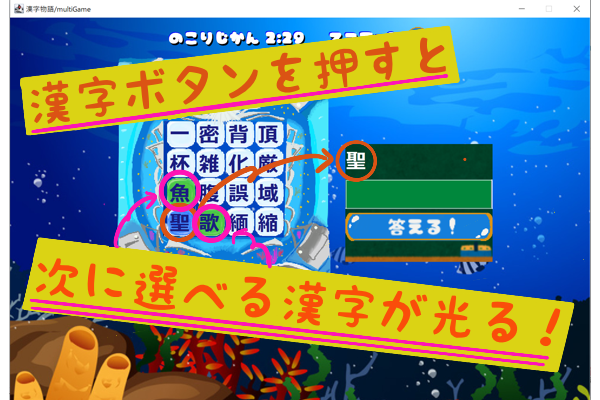 漢字物語/multiGame
のこりじかん 2:29
漢字ボタンを押すと
一密背頂
杯雑化厳
魚腹誤域
聖歌 縮
聖
答える!
次に選べる漢字が光る!